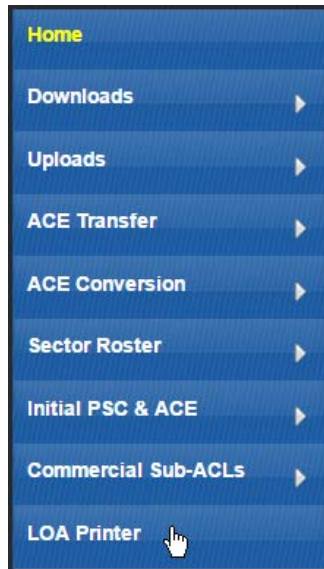 Home
Downloads
Uploads
ACE Transfer
ACE Conversion
Sector Roster
Initial PSC & ACE
Commercial Sub-ACLs
LOA Printer